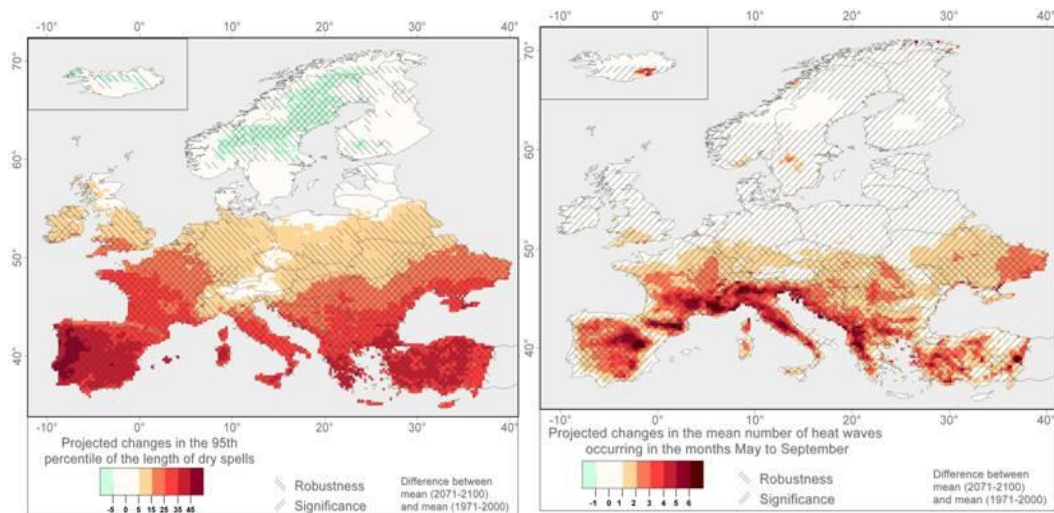 -10° 0° 10° 20° 30° 40°
70°
60°
50°
40°
-10° 0° 10° 20° 30° 40°
Projected changes in the 95th
percentile of the length of dry spells
-5 0 5 15 25 35 45
Robustness
Significance
Difference between
mean (2071-2100)
and mean (1971-2000)
-10° 0° 10° 20° 30° 40°
70°
60°
50°
40°
-10° 0° 10° 20° 30° 40°
Projected changes in the mean number of heat waves
occurring in the months May to September
-1 0 1 2 3 4 5 6
Robustness
Significance
Difference between
mean (2071-2100)
and mean (1971-2000)